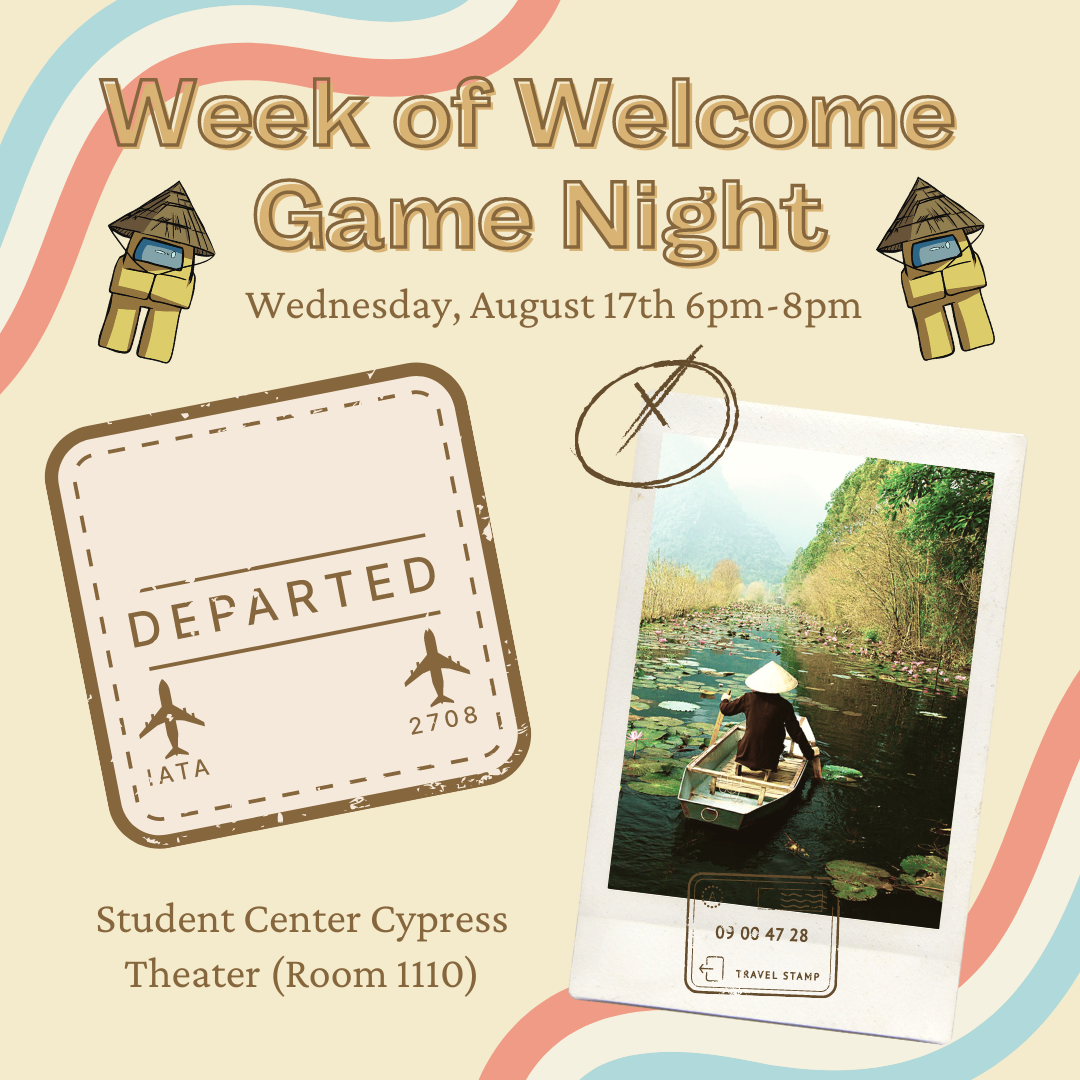 Week of Welcome
Game Night
Wednesday, August 17th 6pm-8pm
DEPARTED
2708
IATA
09 00 47 28
TRAVEL STAMP
Student Center Cypress
Theater (Room 1110)